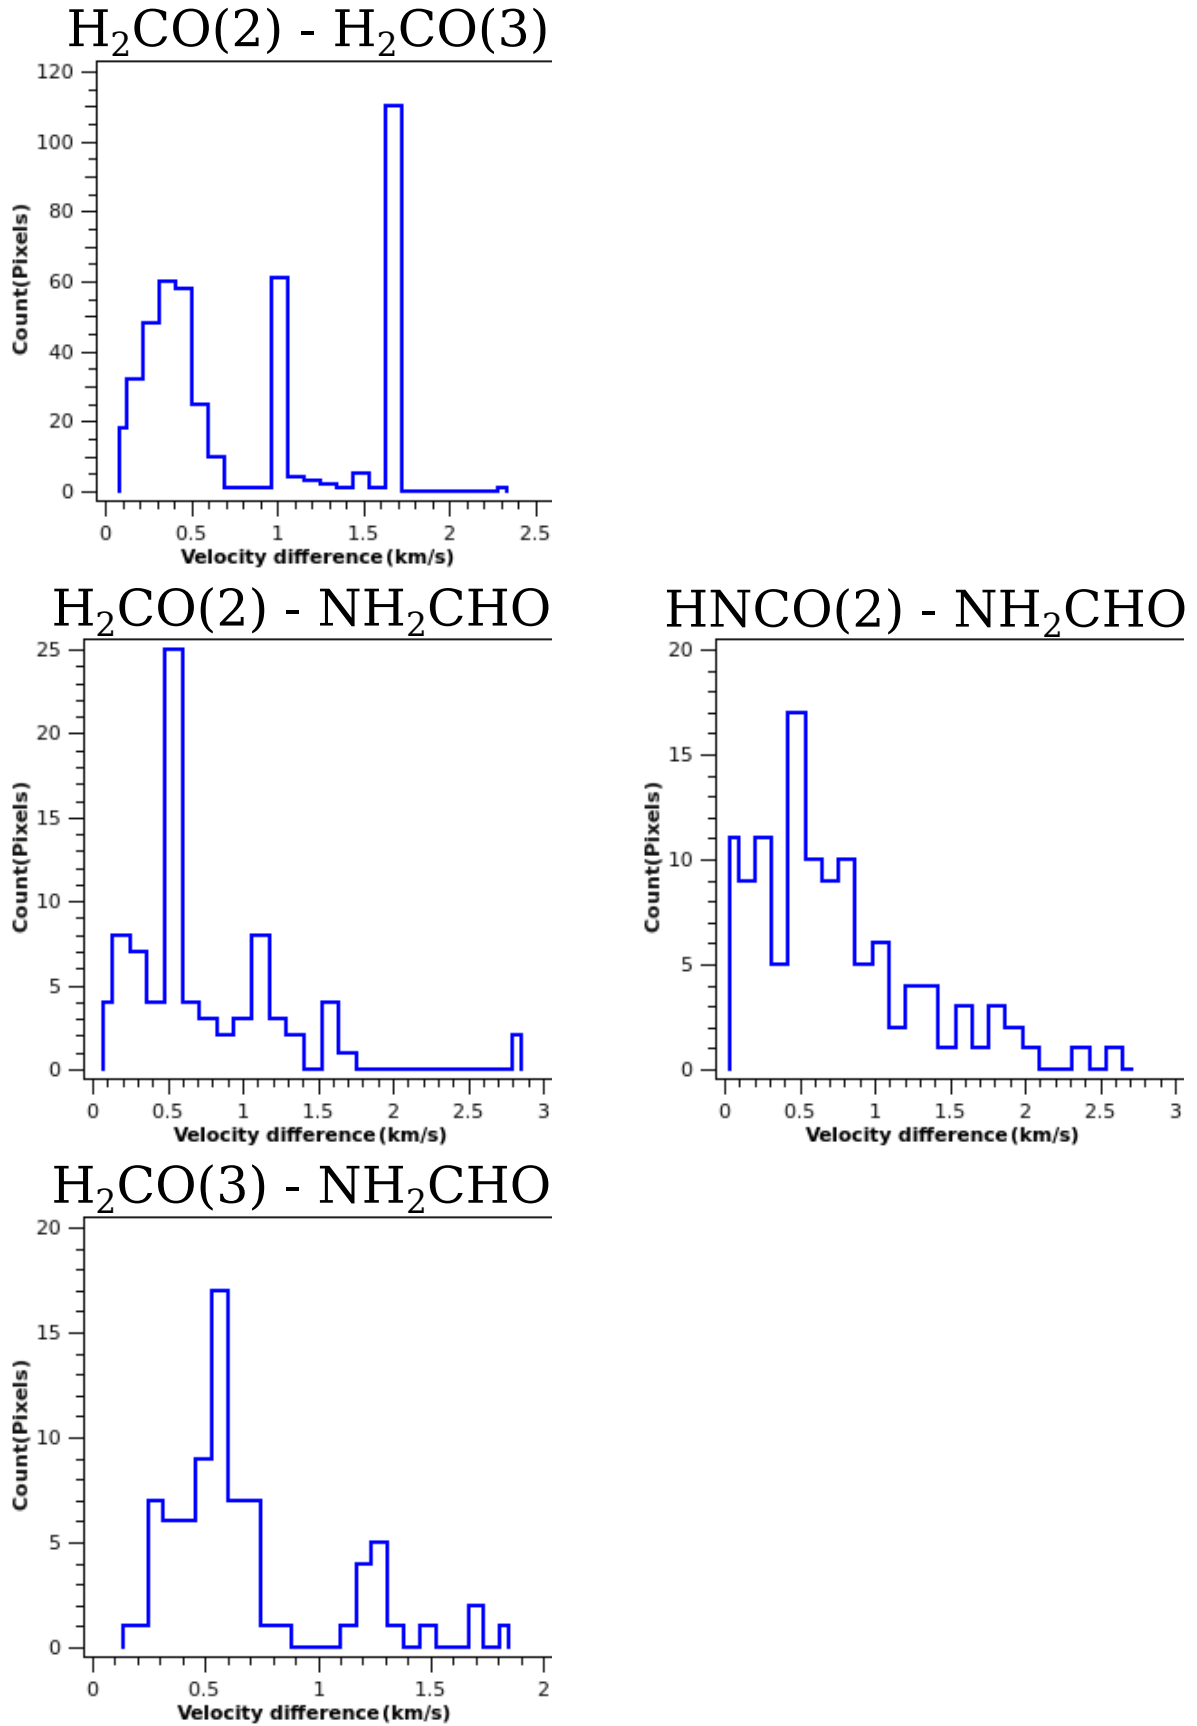 H₂CO(2) - H₂CO(3)
120
100
80
60
40
20
0
Count(Pixels)
0 0.5 1 1.5 2 2.5
Velocity difference(km/s)
H₂CO(2) - NH₂CHO
25
20
15
10
5
0
Count(Pixels)
0 0.5 1 1.5 2 2.5 3
Velocity difference(km/s)
HNCO(2) - NH₂CHO
20
15
10
5
0
Count(Pixels)
0 0.5 1 1.5 2 2.5 3
Velocity difference(km/s)
H₂CO(3) - NH₂CHO
20
15
10
5
0
Count(Pixels)
0 0.5 1 1.5 2
Velocity difference(km/s)